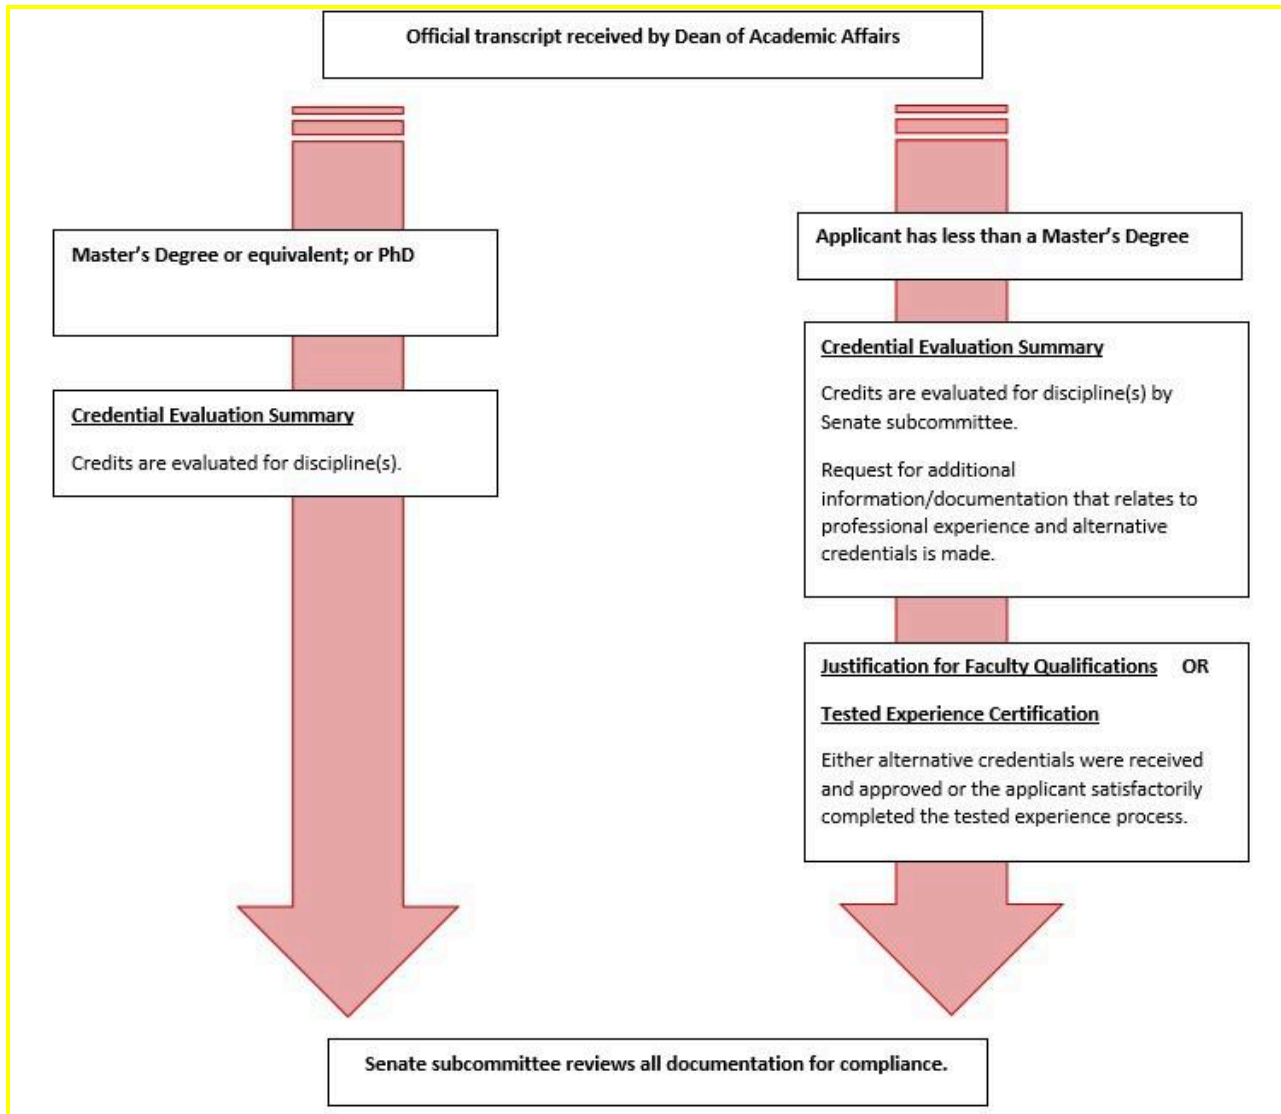 Official transcript received by Dean of Academic Affairs
Master’s Degree or equivalent; or PhD
Credential Evaluation Summary
Credits are evaluated for discipline(s).
Applicant has less than a Master’s Degree
Credential Evaluation Summary
Credits are evaluated for discipline(s) by
Senate subcommittee.
Request for additional
information/documentation that relates to
professional experience and alternative
credentials is made.
Justification for Faculty Qualifications OR
Tested Experience Certification
Either alternative credentials were received
and approved or the applicant satisfactorily
completed the tested experience process.
Senate subcommittee reviews all documentation for compliance.